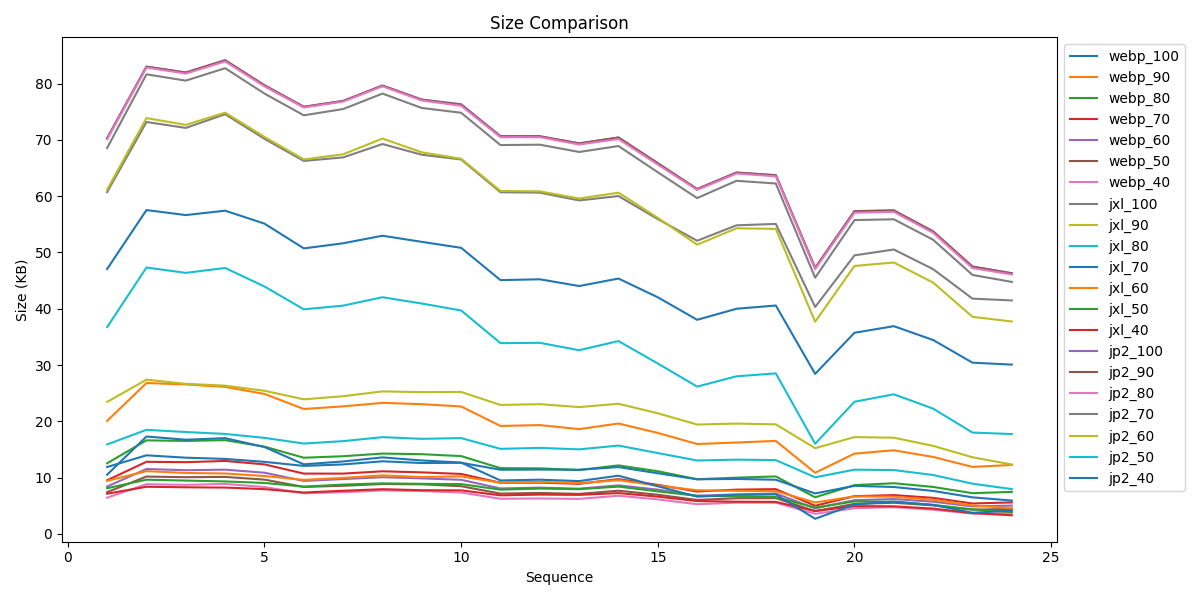 Size Comparison
Size (KB)
80
70
60
50
40
30
20
10
0
0 5 10 15 20 25
Sequence
webp_100
webp_90
webp_80
webp_70
webp_60
webp_50
webp_40
jxl_100
jxl_90
jxl_80
jxl_70
jxl_60
jxl_50
jxl_40
jp2_100
jp2_90
jp2_80
jp2_70
jp2_60
jp2_50
jp2_40